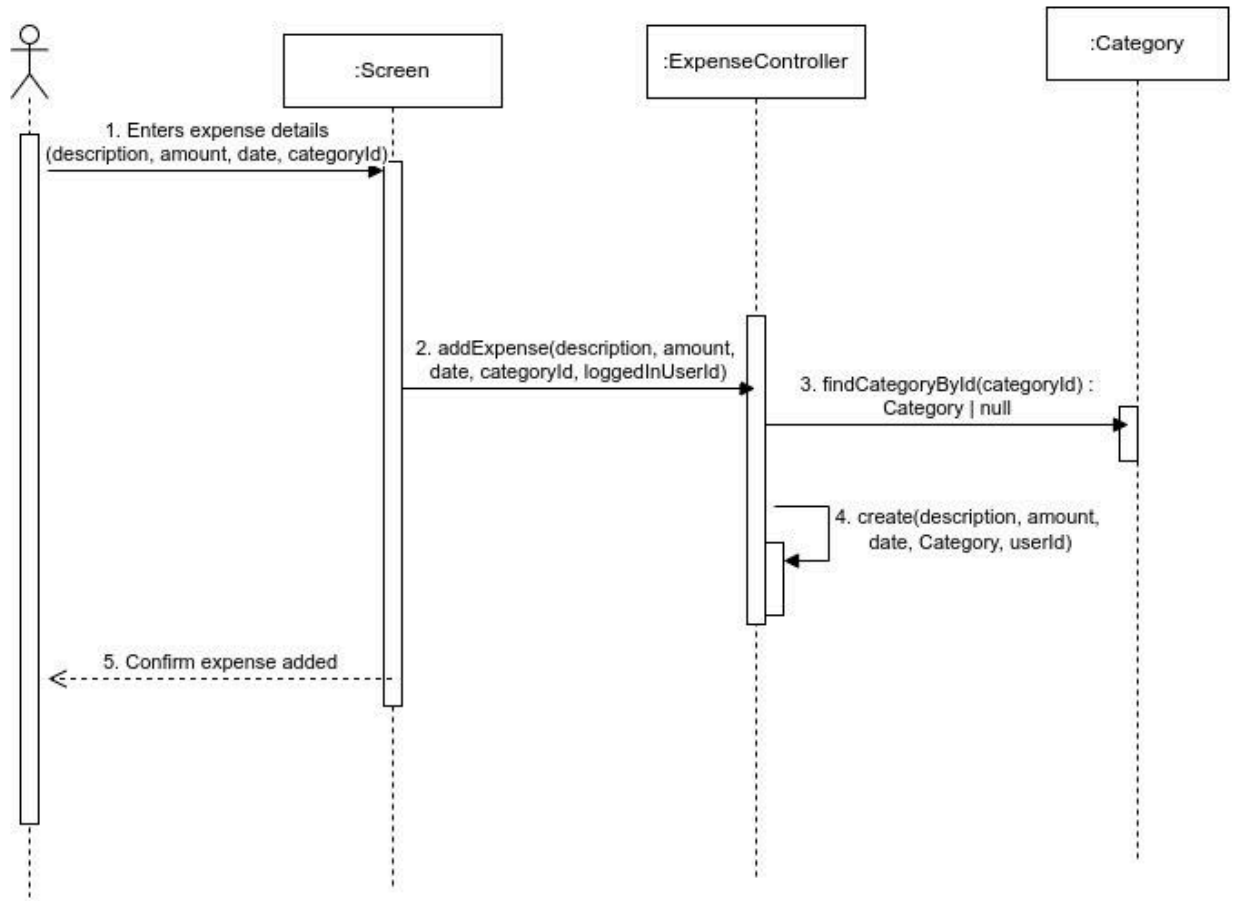 :Screen
:ExpenseController
:Category
1. Enters expense details
(description, amount, date, categoryId)
2. addExpense(description, amount,
date, categoryId, loggedInUserId)
3. findCategoryById(categoryId) :
Category | null
4. create(description, amount,
date, Category, userId)
5. Confirm expense added